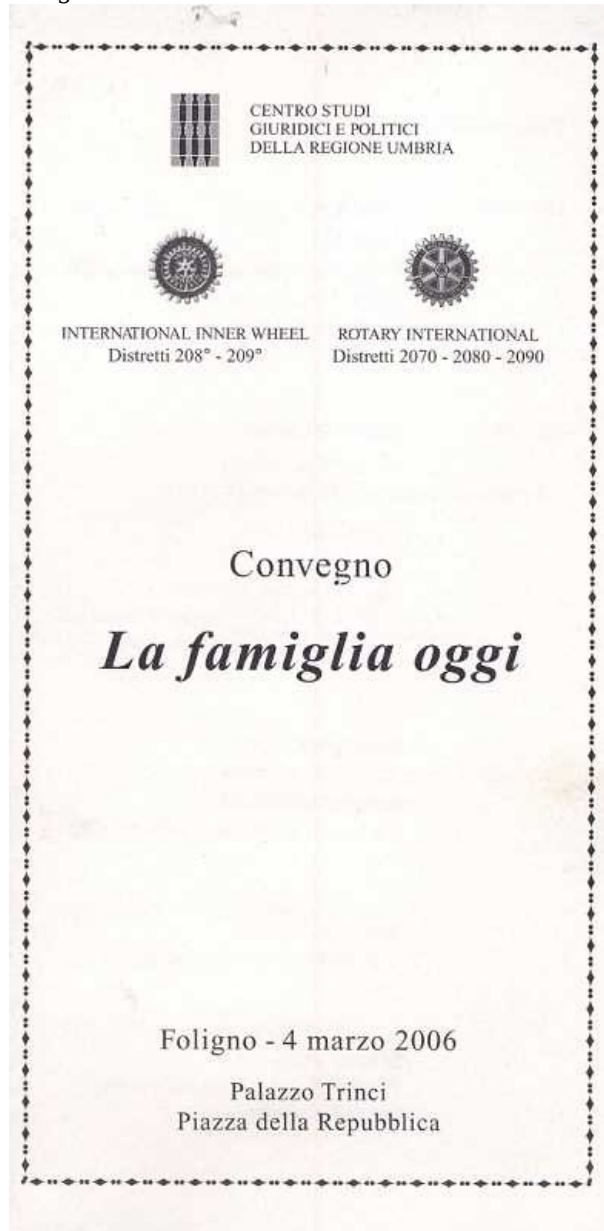 CENTRO STUDI
GIURIDICI E POLITICI
DELLA REGIONE UMBRIA
INTERNATIONAL INNER WHEEL
Distretti 208° - 209°
ROTARY INTERNATIONAL
Distretti 2070 - 2080 - 2090
Convegno
La famiglia oggi
Foligno - 4 marzo 2006
Palazzo Trinci
Piazza della Repubblica